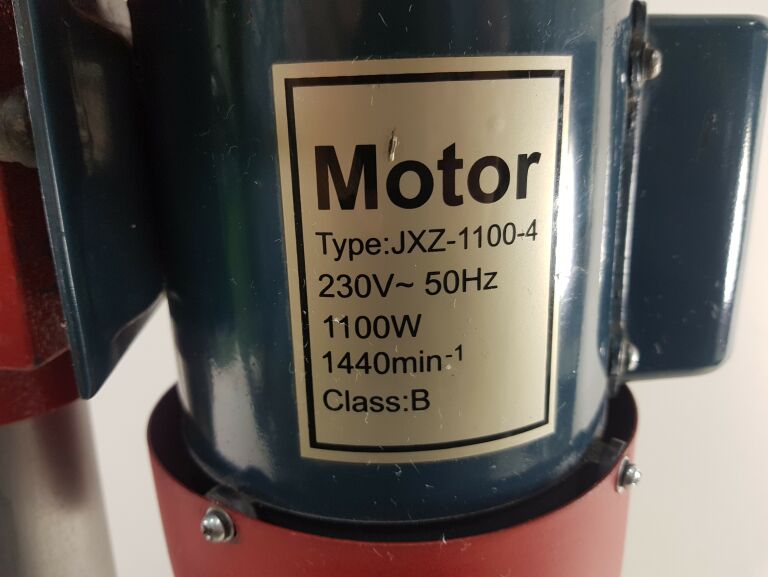 Motor
Type:JXZ-1100-4
230V~ 50Hz
1100W
1440min-¹
Class:B